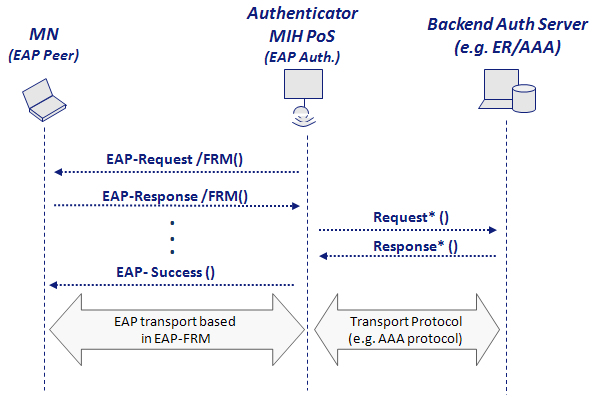 MN
(EAP Peer)
Authenticator
MIH PoS
(EAP Auth.)
Backend Auth Server
(e.g. ER/AAA)
EAP-Request /FRM()
EAP-Response /FRM()
Request* ()
Response* ()
EAP- Success ()
EAP transport based
in EAP-FRM
Transport Protocol
(e.g. AAA protocol)